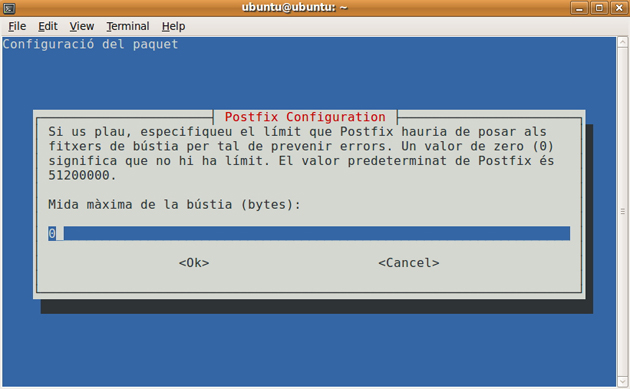 ubuntu@ubuntu: ~
File Edit View Terminal Help
Configuració del paquet
Postfix Configuration
Si us plau, especifiqueu el límit que Postfix hauria de posar als
fitxers de bústia per tal de prevenir errors. Un valor de zero (0)
significa que no hi ha límit. El valor predeterminat de Postfix és
51200000.
Mida màxima de la bústia (bytes):
0
<Ok> <Cancel>